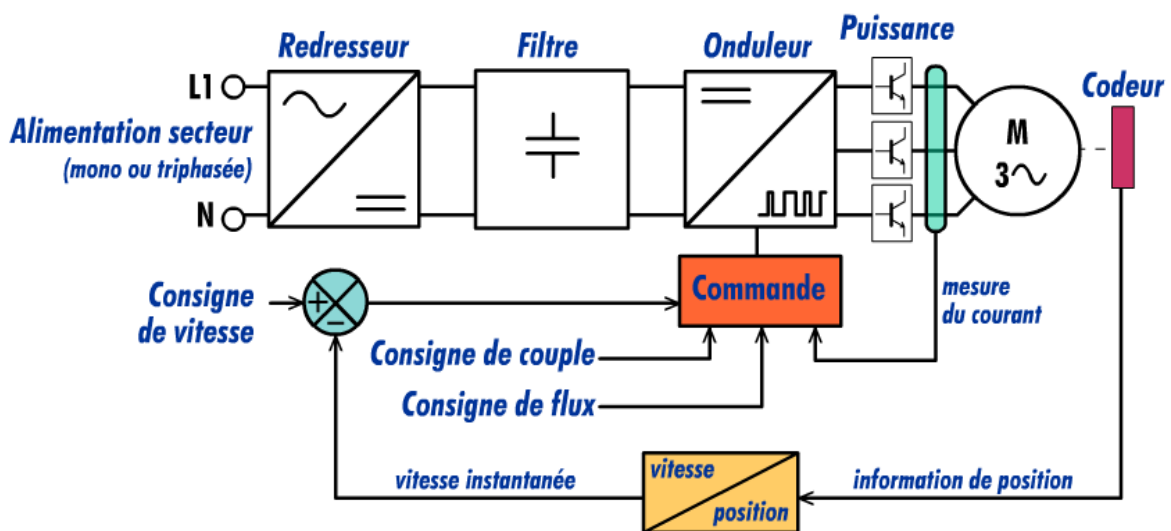 Redresseur
Filtre
Onduleur
Puissance
Codeur
L1
Alimentation secteur
(mono ou triphasée)
N
M
3
Consigne
de vitesse
+
−
Commande
mesure
du courant
Consigne de couple
Consigne de flux
vitesse instantanée
vitesse
position
information de position